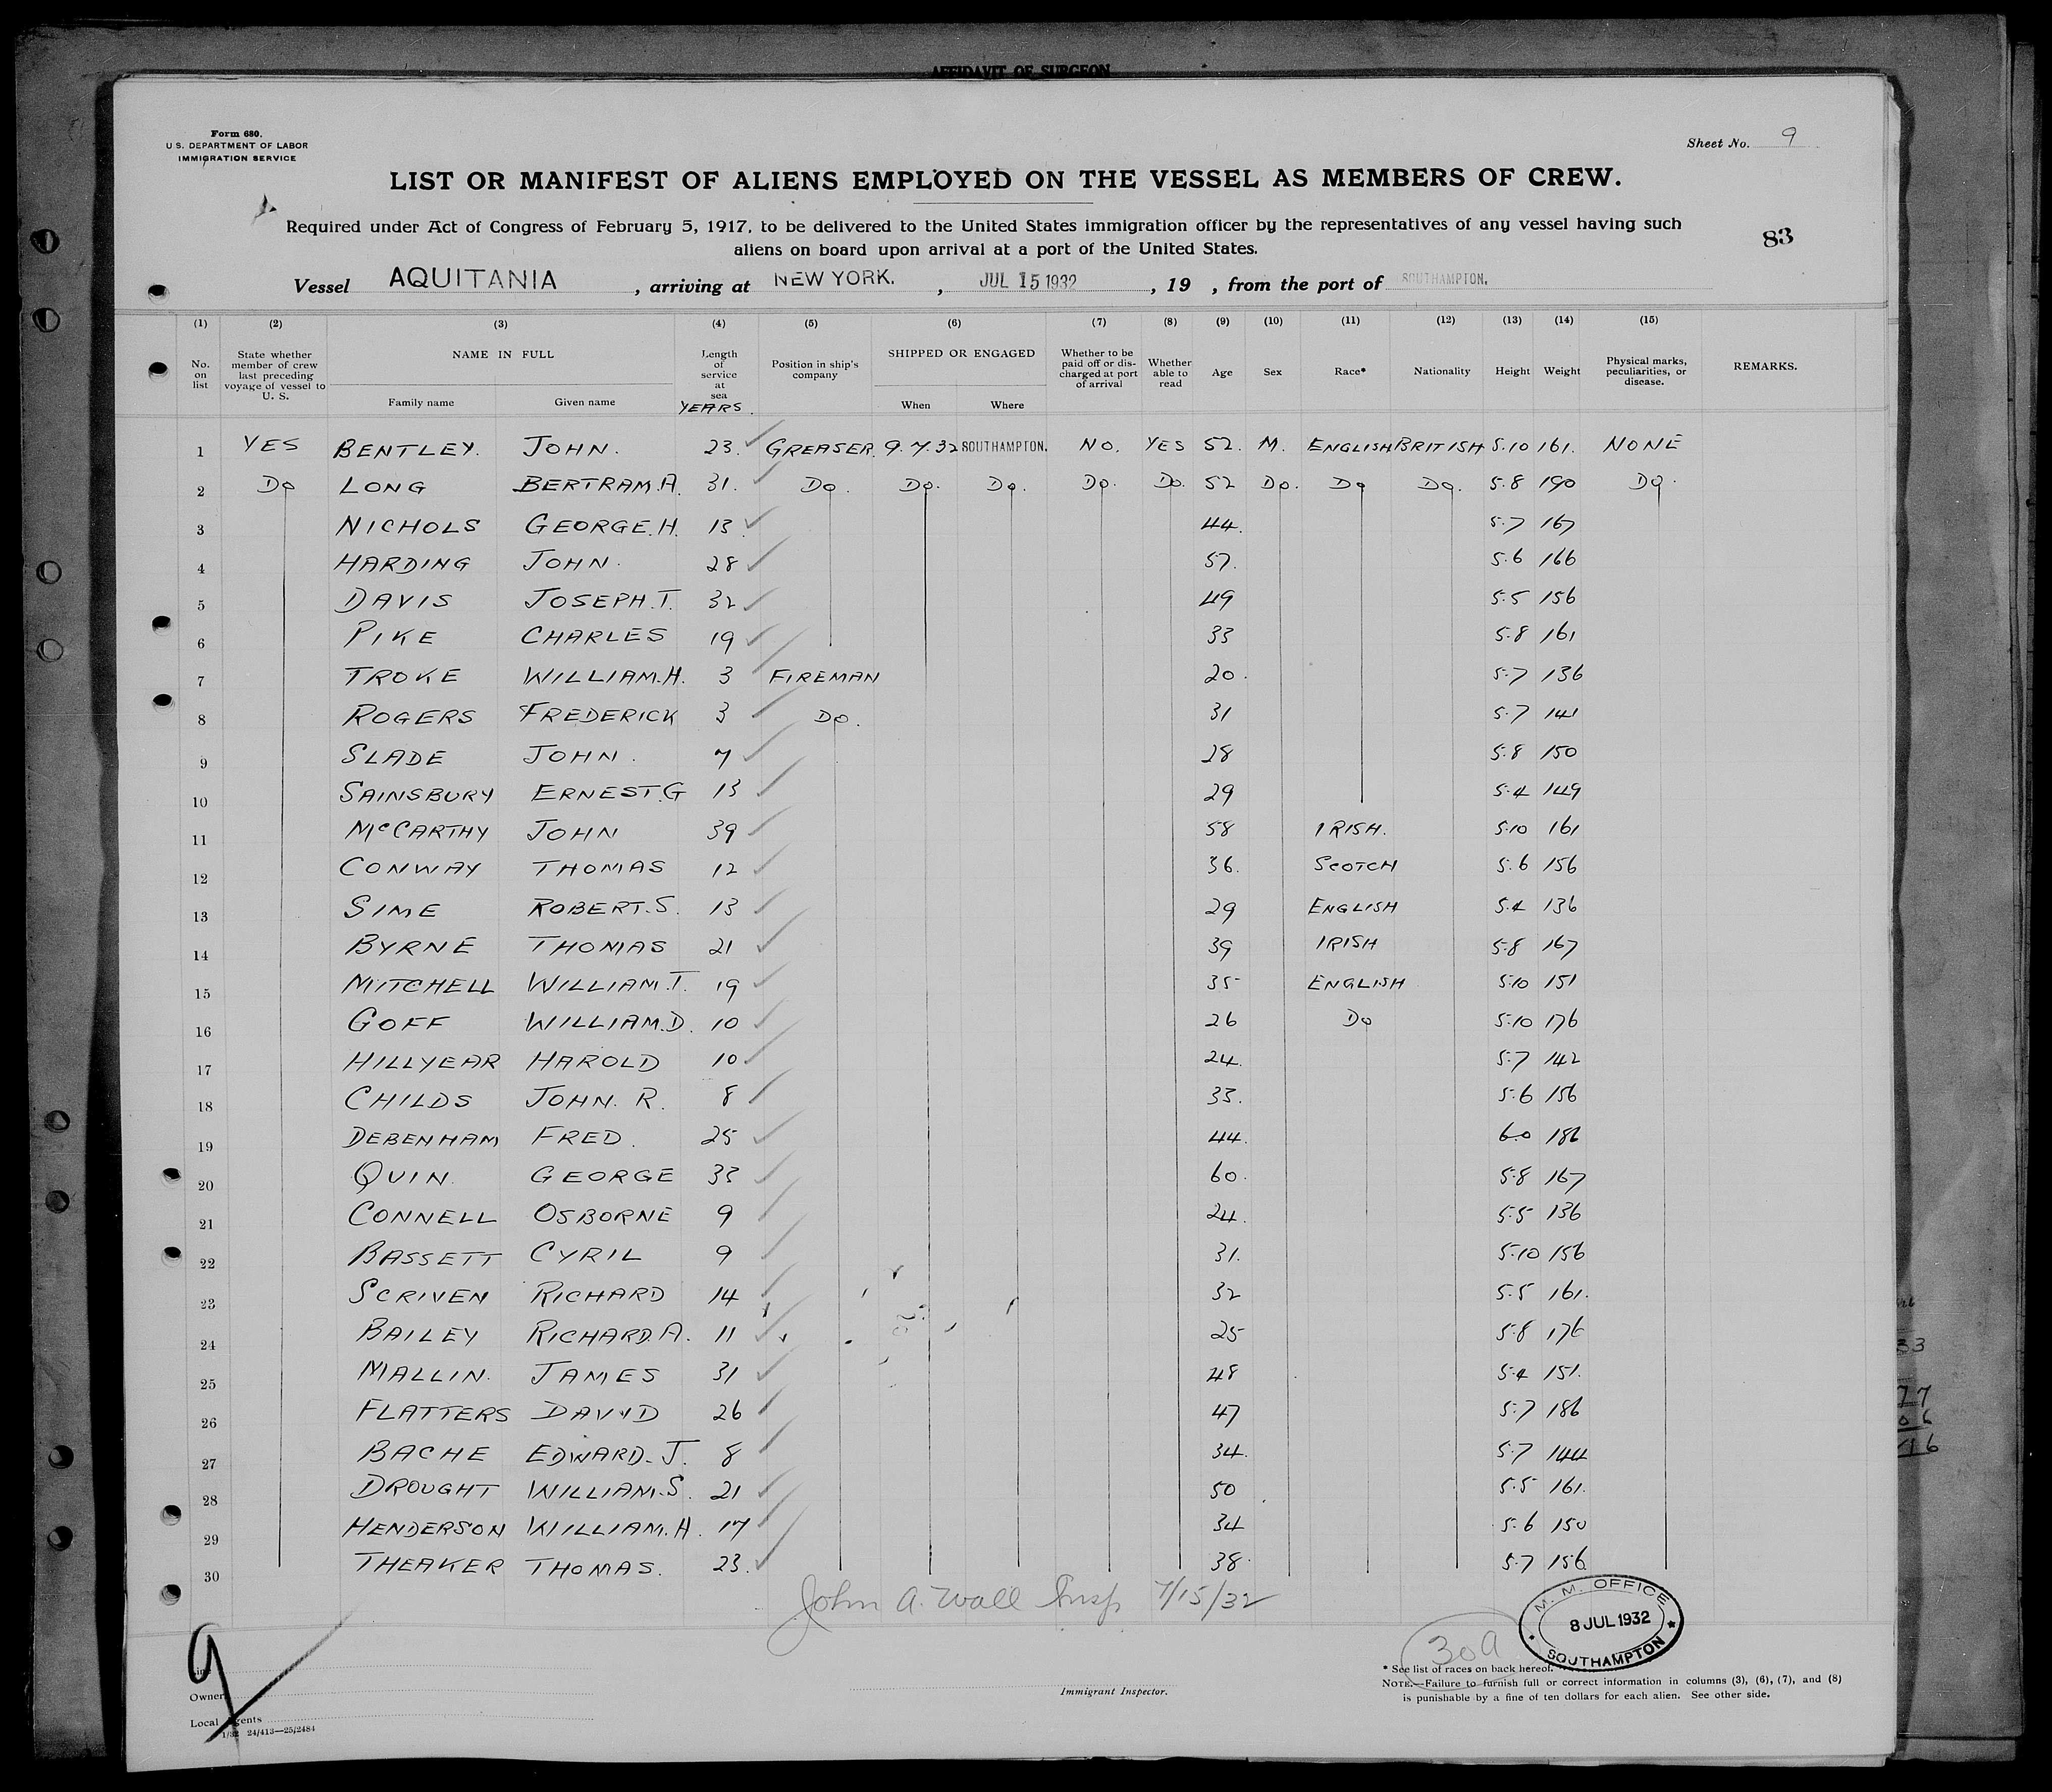 AFFIDAVIT OF SURGEON
Form 680.
U. S. DEPARTMENT OF LABOR
IMMIGRATION SERVICE
Sheet No. 9
LIST OR MANIFEST OF ALIENS EMPLOYED ON THE VESSEL AS MEMBERS OF CREW.
Required under Act of Congress of February 5, 1917, to be delivered to the United States immigration officer by the representatives of any vessel having such
aliens on board upon arrival at a port of the United States.
83
Vessel AQUITANIA , arriving at NEW YORK. , JUL 15 1932 , 19 , from the port of SOUTHAMPTON.
(1) (2) (3) (4) (5) (6) (7) (8) (9) (10) (11) (12) (13) (14) (15)
No. on list State whether member of crew last preceding voyage of vessel to U. S. NAME IN FULL Family name Given name Length of service at sea YEARS. Position in ship's company SHIPPED OR ENGAGED When Where Whether to be paid off or discharged at port of arrival Whether able to read Age Sex Race* Nationality Height Weight Physical marks, peculiarities, or disease. REMARKS.
1 YES BENTLEY. JOHN. 23. GREASER. 9.7.32 SOUTHAMPTON. NO. YES 52. M. ENGLISH BRITISH 5.10 161. NONE
2 Do LONG BERTRAM.A. 31. Do. Do. Do. Do. Do. 52 Do. Do Do. 5.8 190 Do.
3 NICHOLS GEORGE.H. 13 44. 5.7 167
4 HARDING JOHN. 28 57. 5.6 166
5 DAVIS JOSEPH.T. 32 49 5.5 156
6 PIKE CHARLES 19 33 5.8 161
7 TROKE WILLIAM.H. 3 FIREMAN 20. 5.7 136
8 ROGERS FREDERICK 3 Do. 31 5.7 141
9 SLADE JOHN. 7 28 5.8 150
10 SAINSBURY ERNEST.G 13 29 5.4 149
11 McCARTHY JOHN 39 58 IRISH. 5.10 161
12 CONWAY THOMAS 12 36. SCOTCH 5.6 156
13 SIME ROBERT.S. 13 29 ENGLISH 5.4 136
14 BYRNE THOMAS 21 39 IRISH 5.8 167
15 MITCHELL WILLIAM.T. 19 35 ENGLISH 5.10 151
16 GOFF WILLIAM.D. 10 26 Do 5.10 176
17 HILLYEAR HAROLD 10 24. 5.7 142
18 CHILDS JOHN. R. 8 33. 5.6 156
19 DEBENHAM FRED. 25 44. 6.0 186
20 QUIN. GEORGE 33 60. 5.8 167
21 CONNELL OSBORNE 9 24. 5.5 136
22 BASSETT CYRIL 9 31. 5.10 156
23 SCRIVEN RICHARD 14 32 5.5 161.
24 BAILEY RICHARD.A. 11 25 5.8 176
25 MALLIN. JAMES 31 48 5.4 151.
26 FLATTERS DAVID 26 47 5.7 186
27 BACHE EDWARD.J. 8 34. 5.7 144
28 DROUGHT WILLIAM.S. 21 50 5.5 161.
29 HENDERSON WILLIAM.H. 17 34 5.6 150
30 THEAKER THOMAS. 23. 38. 5.7 156
John A. Wall Insp 7/15/32
M. M. OFFICE
8 JUL 1932
SOUTHAMPTON
30a
9
Owner
Local Agents
1/32 24/413—25/2484
Immigrant Inspector.
* See list of races on back hereof.
NOTE.—Failure to furnish full or correct information in columns (3), (6), (7), and (8)
is punishable by a fine of ten dollars for each alien. See other side.